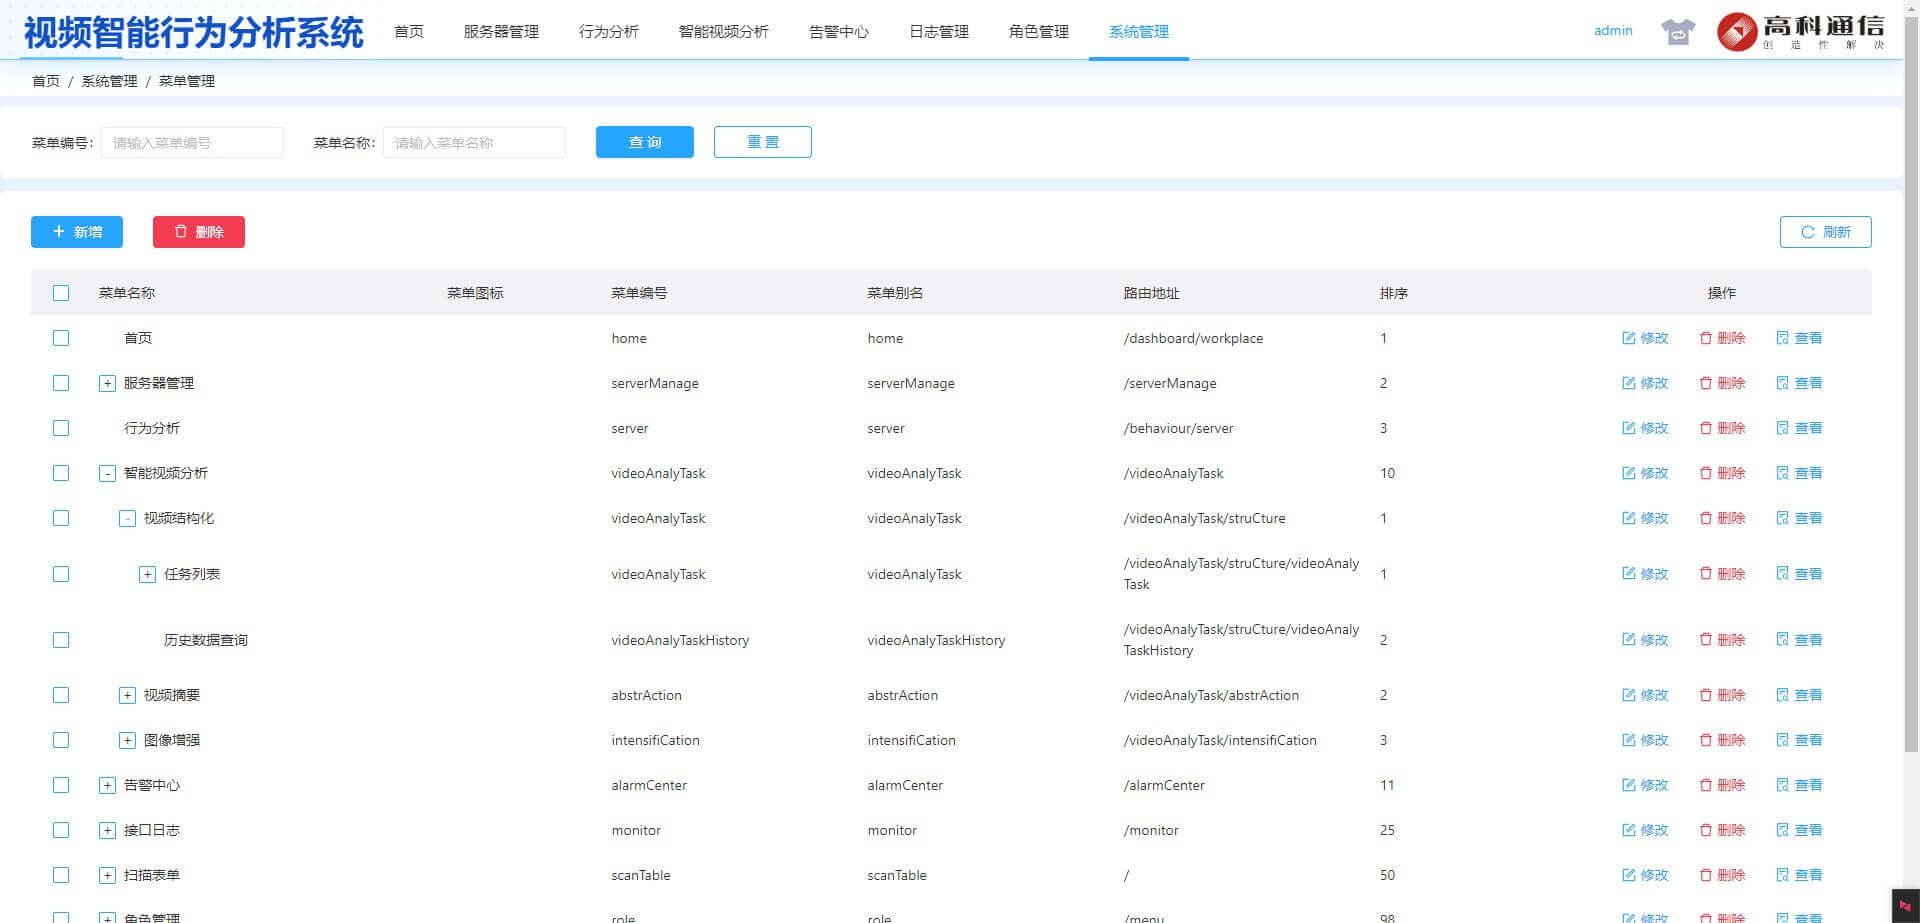 视频智能行为分析系统 首页 服务器管理 行为分析 智能视频分析 告警中心 日志管理 角色管理 系统管理 admin 高科通信
创造性解决
首页 / 系统管理 / 菜单管理
菜单编号: 请输入菜单编号 菜单名称: 请输入菜单名称 查询 重置
+ 新增 删除 刷新
菜单名称 菜单图标 菜单编号 菜单别名 路由地址 排序 操作
首页 home home /dashboard/workplace 1 修改 删除 查看
+ 服务器管理 serverManage serverManage /serverManage 2 修改 删除 查看
行为分析 server server /behaviour/server 3 修改 删除 查看
- 智能视频分析 videoAnalyTask videoAnalyTask /videoAnalyTask 10 修改 删除 查看
- 视频结构化 videoAnalyTask videoAnalyTask /videoAnalyTask/struCture 1 修改 删除 查看
+ 任务列表 videoAnalyTask videoAnalyTask /videoAnalyTask/struCture/videoAnaly 1 修改 删除 查看
Task
历史数据查询 videoAnalyTaskHistory videoAnalyTaskHistory /videoAnalyTask/struCture/videoAnaly 2 修改 删除 查看
TaskHistory
+ 视频摘要 abstrAction abstrAction /videoAnalyTask/abstrAction 2 修改 删除 查看
+ 图像增强 intensifiCation intensifiCation /videoAnalyTask/intensifiCation 3 修改 删除 查看
+ 告警中心 alarmCenter alarmCenter /alarmCenter 11 修改 删除 查看
+ 接口日志 monitor monitor /monitor 25 修改 删除 查看
+ 扫描表单 scanTable scanTable / 50 修改 删除 查看
+ 角色管理 role role /menu 98 修改 删除 查看